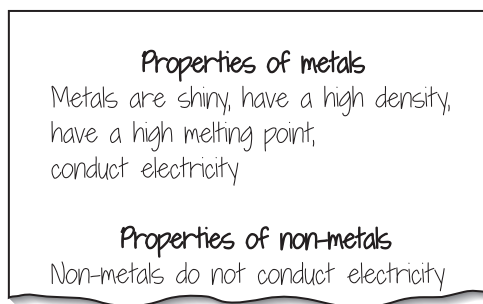 Properties of metals
Metals are shiny, have a high density,
have a high melting point,
conduct electricity
Properties of non-metals
Non-metals do not conduct electricity